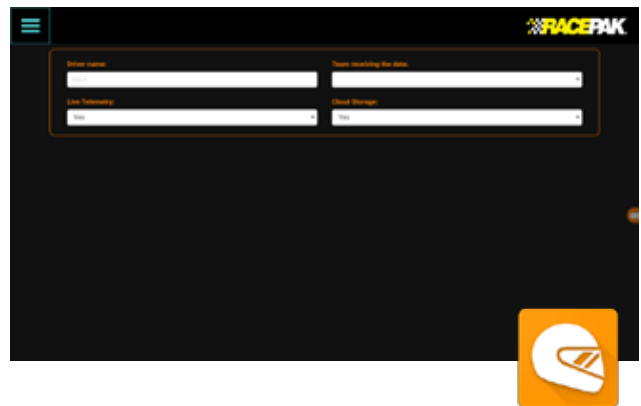 RACEPAK
Driver name:
Team receiving the data:
Live Telemetry:
Cloud Storage:
Yes
Yes